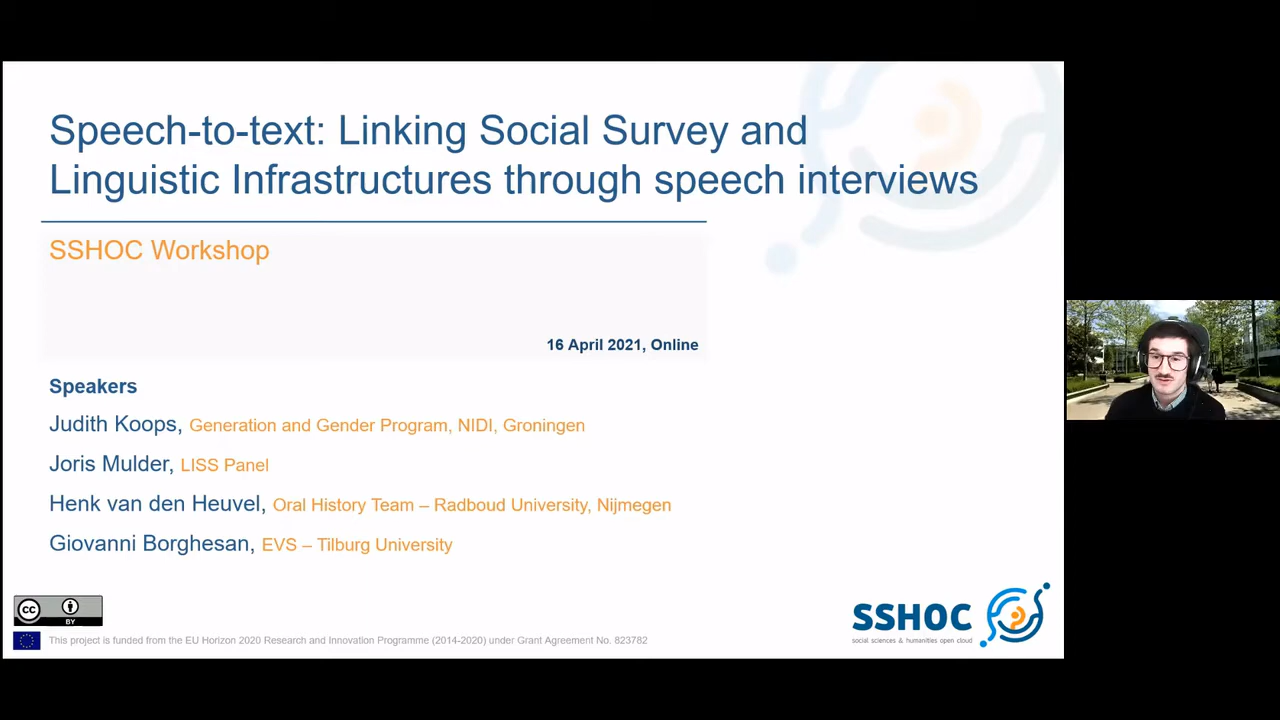 Speech-to-text: Linking Social Survey and
Linguistic Infrastructures through speech interviews
SSHOC Workshop
16 April 2021, Online
Speakers
Judith Koops, Generation and Gender Program, NIDI, Groningen
Joris Mulder, LISS Panel
Henk van den Heuvel, Oral History Team – Radboud University, Nijmegen
Giovanni Borghesan, EVS – Tilburg University
CC BY
This project is funded from the EU Horizon 2020 Research and Innovation Programme (2014-2020) under Grant Agreement No. 823782
SSHOC
social sciences & humanities open cloud